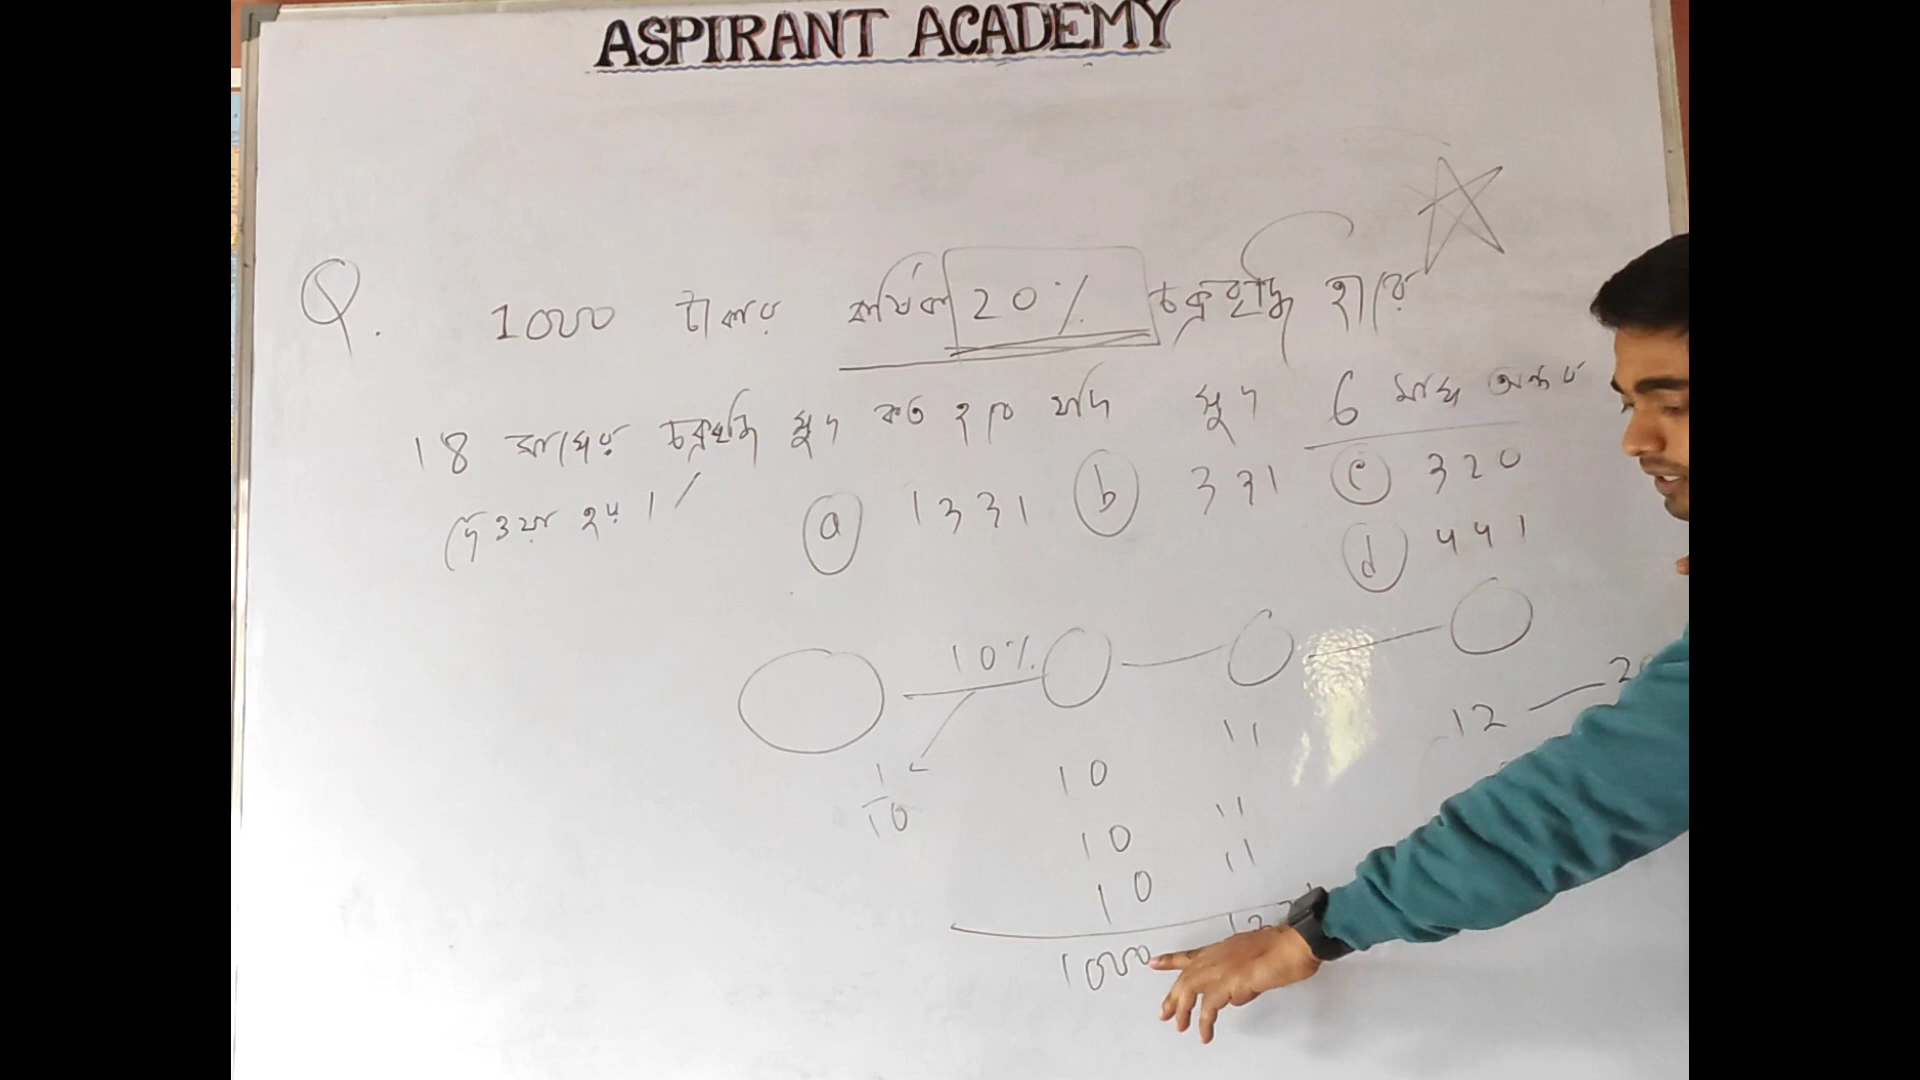 ASPIRANT ACADEMY
Q. 1000 টাকার বার্ষিক 20% চক্রবৃদ্ধি হারে
18 মাসের চক্রবৃদ্ধি সুদ কত হবে যদি সুদ 6 মাস অন্তর
দেওয়া হয়।
a 1331 b 331 c 320
d 441
10%
12
11
1
10
10
11
10
11
10
1000